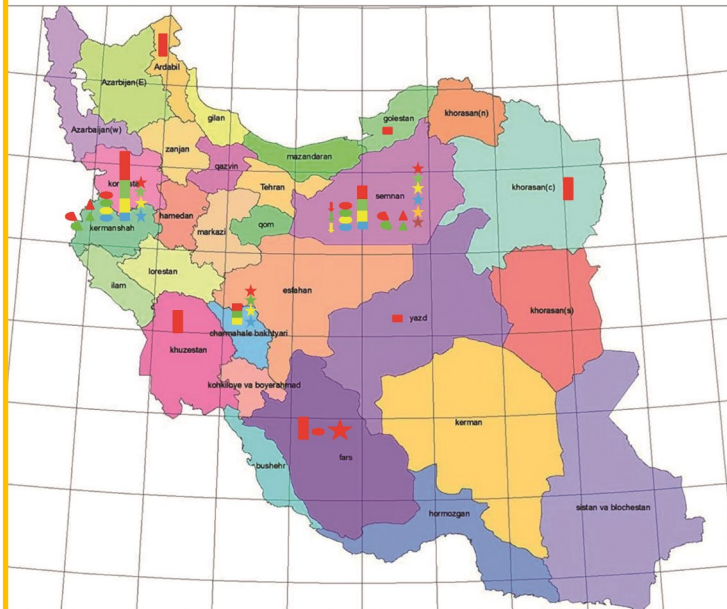 Ardabil
Azarbijan(E)
gilan
Azarbaijan(w)
zanjan
qazvin
mazandaran
golestan
khorasan(n)
khorasan(c)
Tehran
semnan
hamedan
kermanshah
markazi
qom
lorestan
ilam
esfahan
yazd
khorasan(s)
charmahale bakhtyari
khuzestan
kohkiloye va boyerahmad
kerman
fars
bushehr
hormozgan
sistan va blochestan